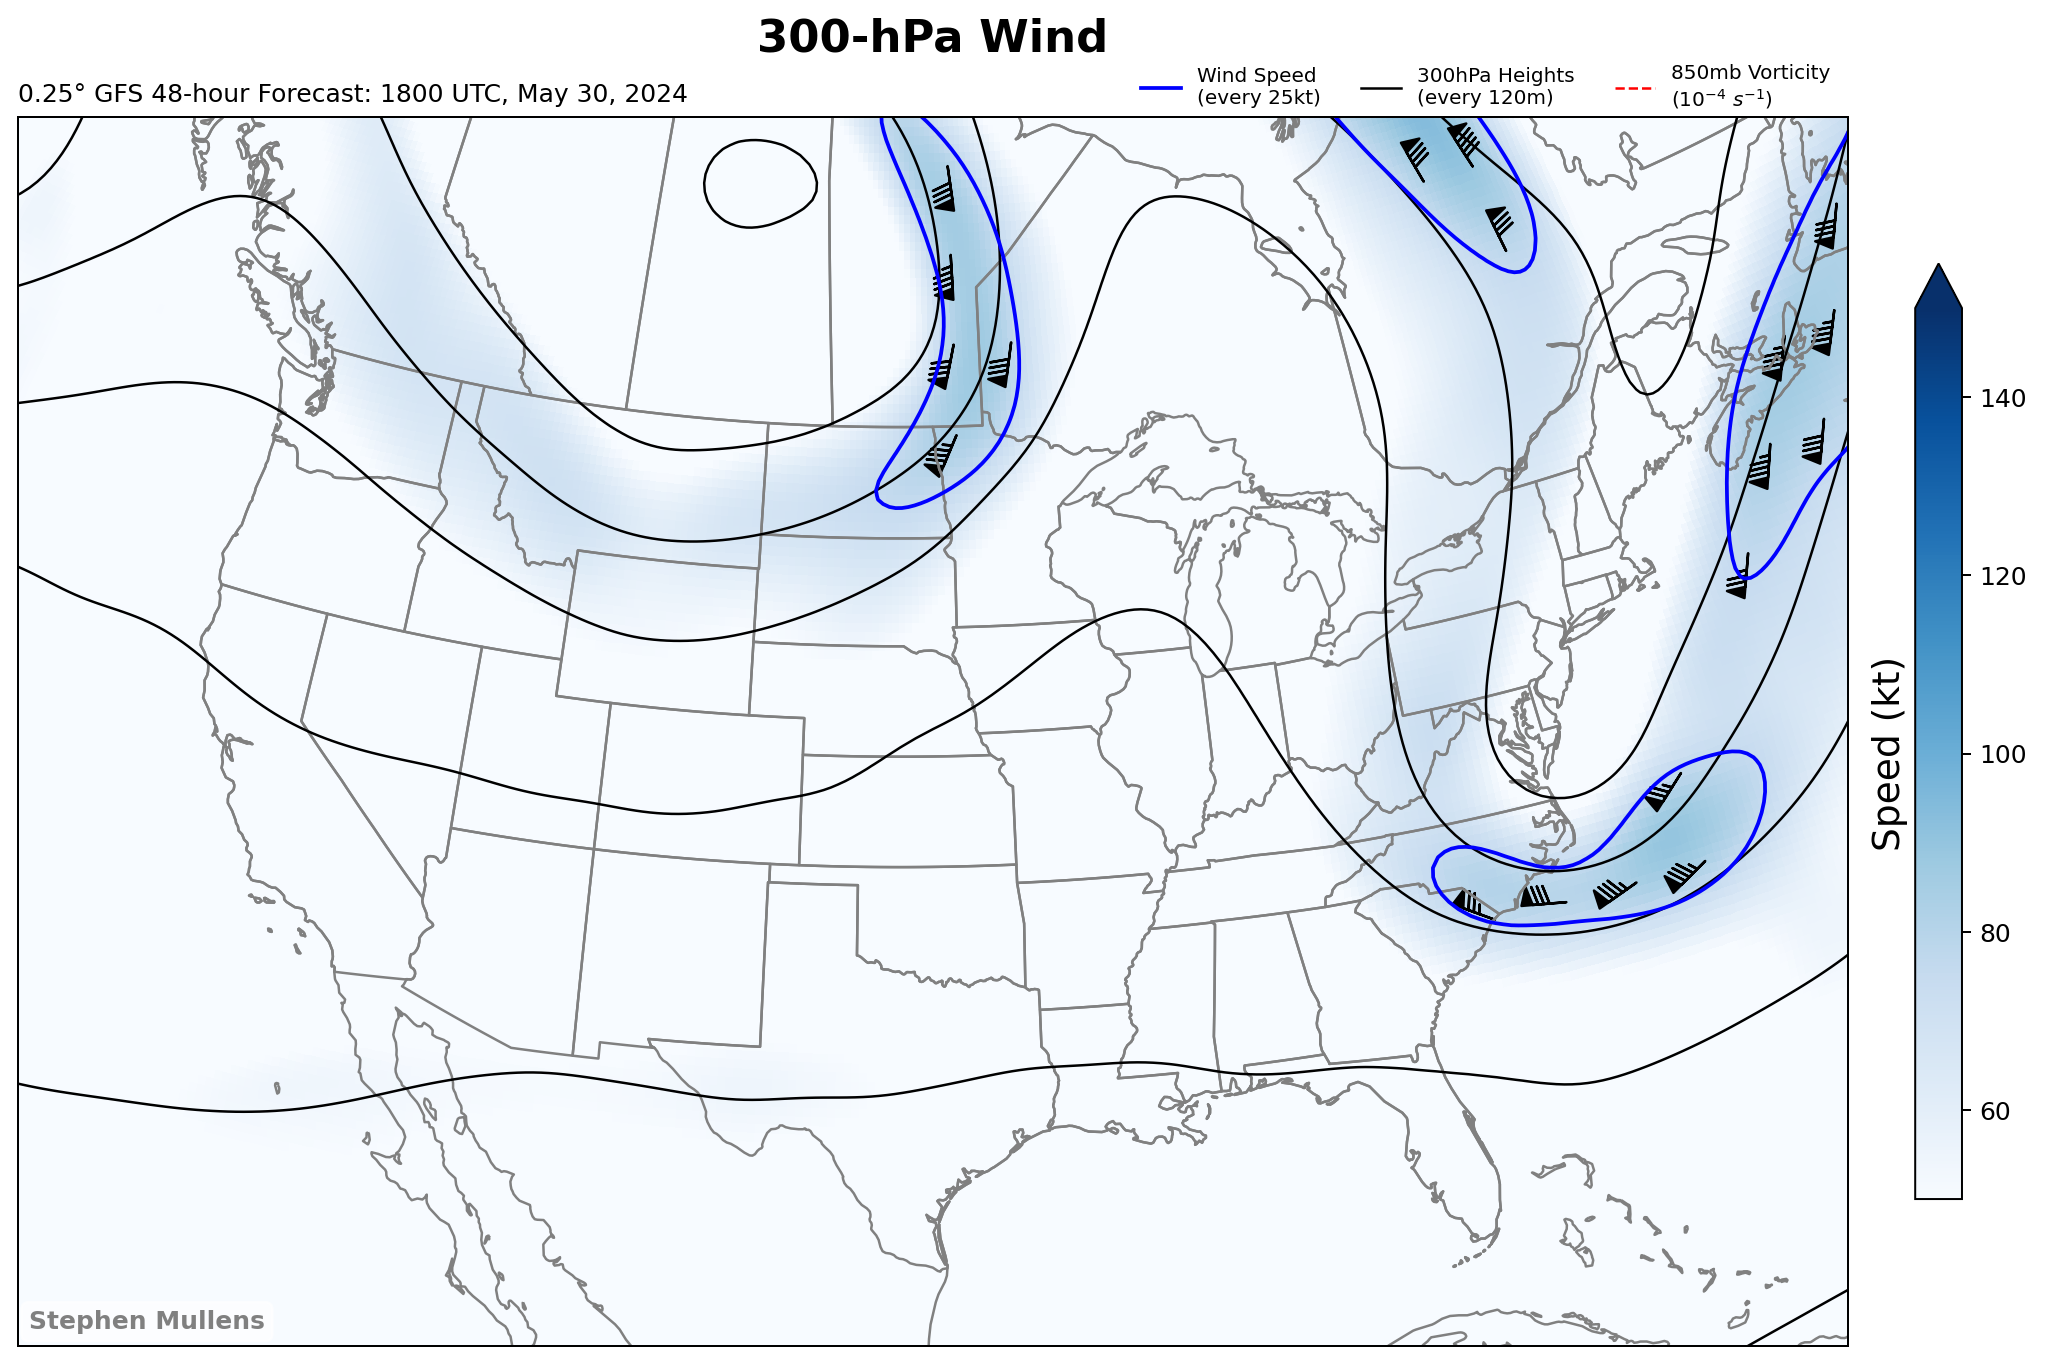 300-hPa Wind
0.25° GFS 48-hour Forecast: 1800 UTC, May 30, 2024
Wind Speed
(every 25kt)
300hPa Heights
(every 120m)
850mb Vorticity
(10⁻⁴ s⁻¹)
140
120
100
80
60
Speed (kt)
Stephen Mullens